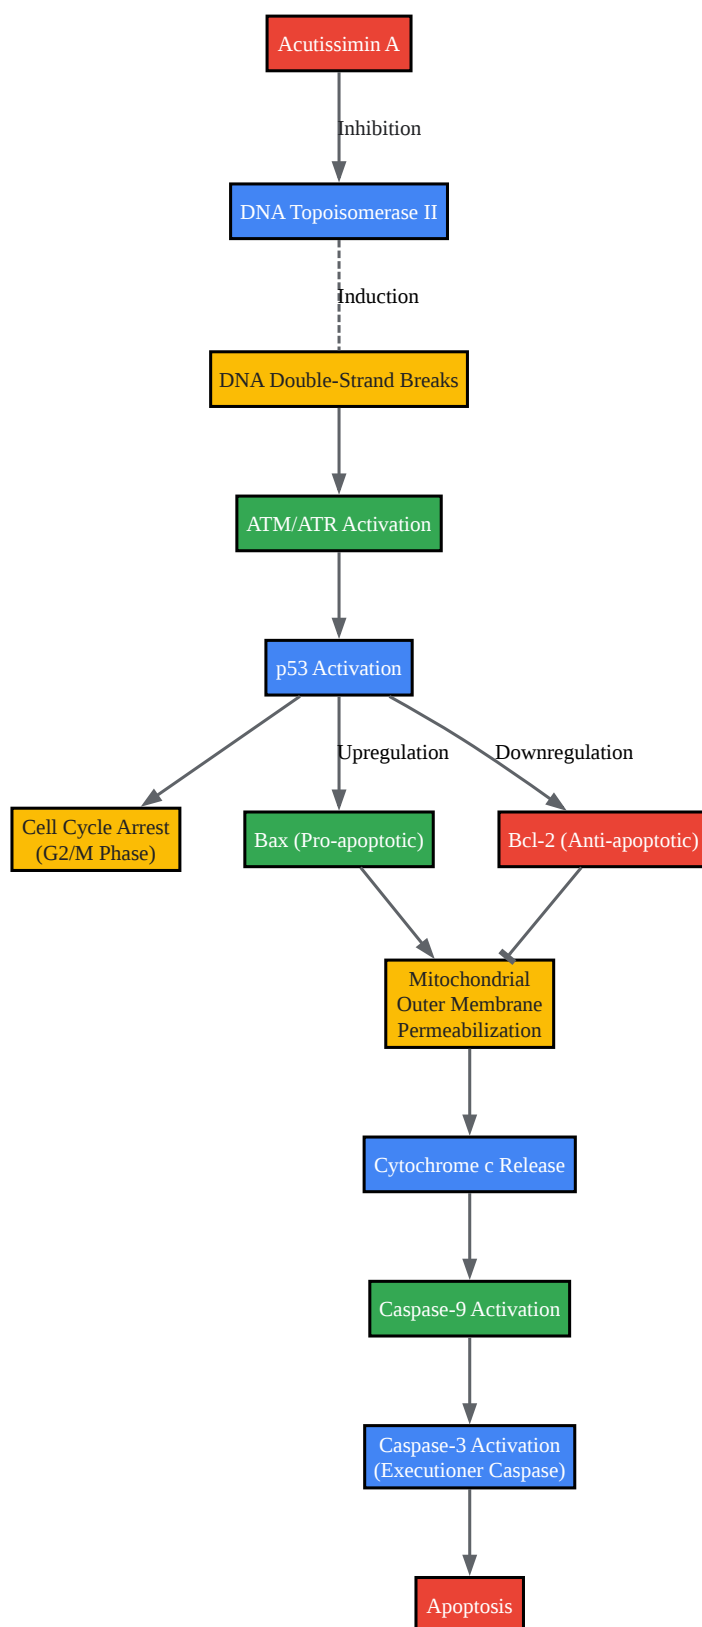 Acutissimin A
Inhibition
DNA Topoisomerase II
Induction
DNA Double-Strand Breaks
ATM/ATR Activation
p53 Activation
Upregulation
Downregulation
Cell Cycle Arrest
(G2/M Phase)
Bax (Pro-apoptotic)
Bcl-2 (Anti-apoptotic)
Mitochondrial
Outer Membrane
Permeabilization
Cytochrome c Release
Caspase-9 Activation
Caspase-3 Activation
(Executioner Caspase)
Apoptosis